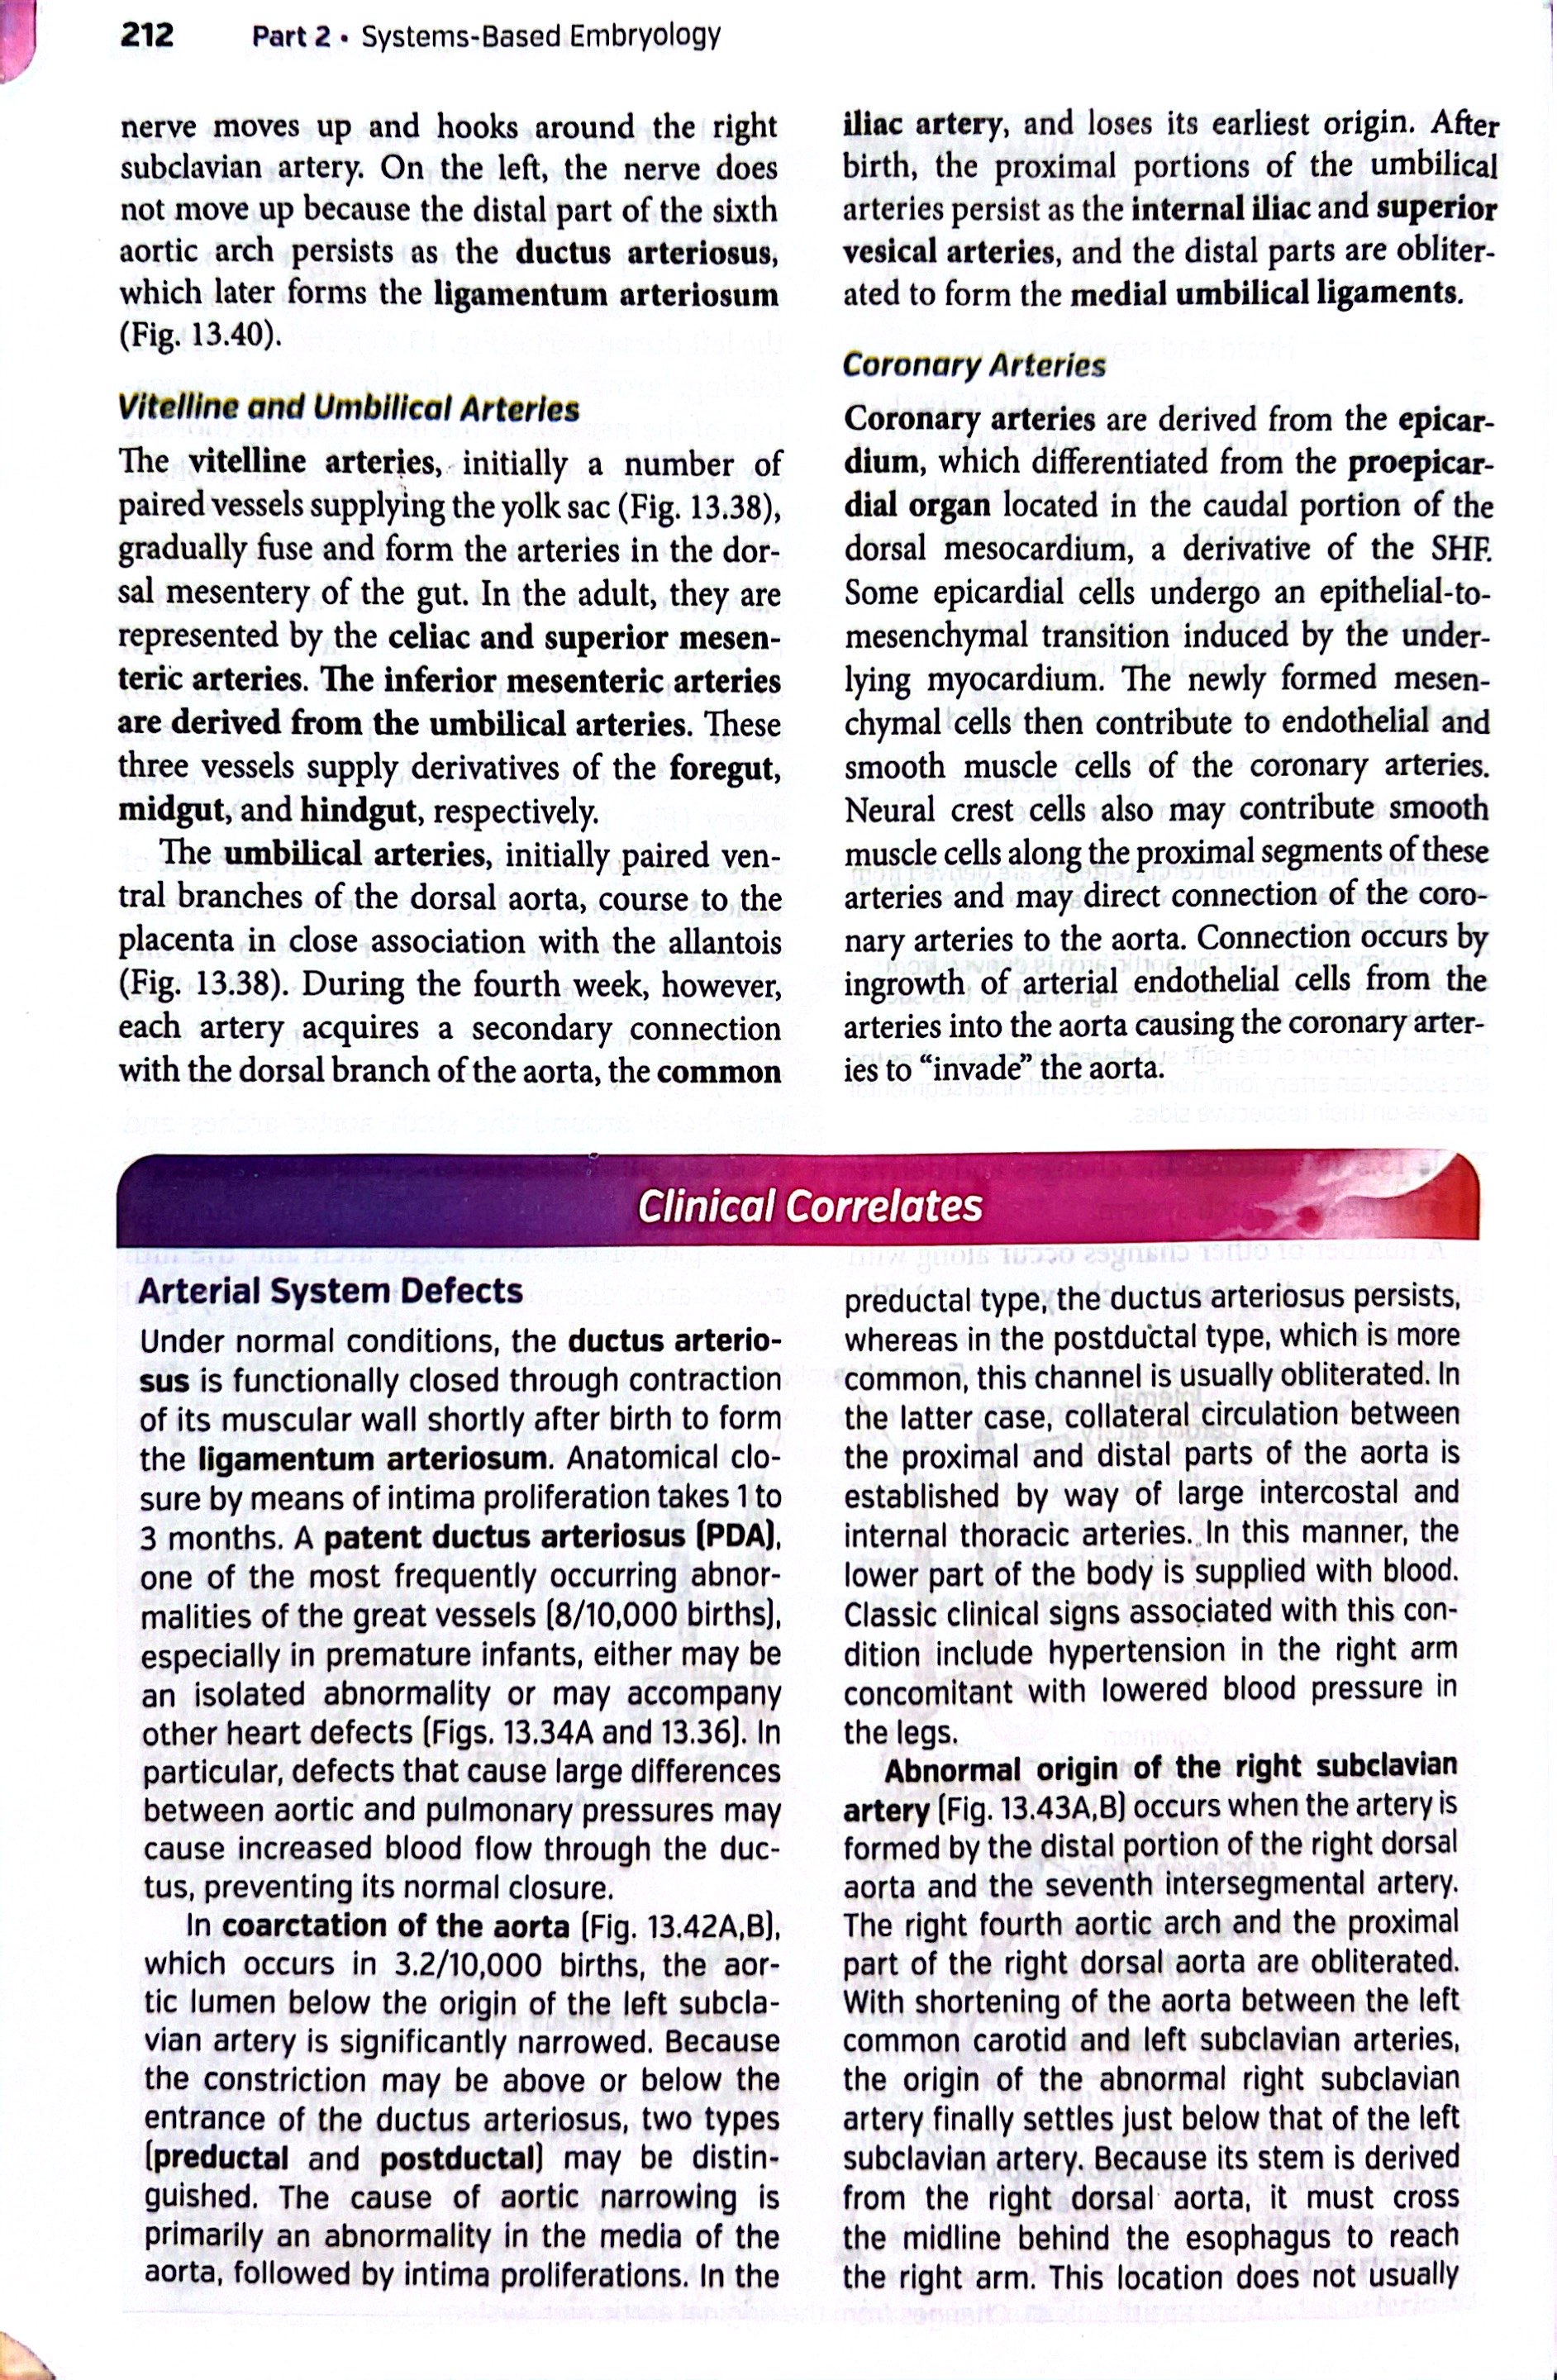 212 Part 2 • Systems-Based Embryology
nerve moves up and hooks around the right
subclavian artery. On the left, the nerve does
not move up because the distal part of the sixth
aortic arch persists as the ductus arteriosus,
which later forms the ligamentum arteriosum
(Fig. 13.40).
Vitelline and Umbilical Arteries
The vitelline arteries, initially a number of
paired vessels supplying the yolk sac (Fig. 13.38),
gradually fuse and form the arteries in the dor-
sal mesentery of the gut. In the adult, they are
represented by the celiac and superior mesen-
teric arteries. The inferior mesenteric arteries
are derived from the umbilical arteries. These
three vessels supply derivatives of the foregut,
midgut, and hindgut, respectively.
The umbilical arteries, initially paired ven-
tral branches of the dorsal aorta, course to the
placenta in close association with the allantois
(Fig. 13.38). During the fourth week, however,
each artery acquires a secondary connection
with the dorsal branch of the aorta, the common
iliac artery, and loses its earliest origin. After
birth, the proximal portions of the umbilical
arteries persist as the internal iliac and superior
vesical arteries, and the distal parts are obliter-
ated to form the medial umbilical ligaments.
Coronary Arteries
Coronary arteries are derived from the epicar-
dium, which differentiated from the proepicar-
dial organ located in the caudal portion of the
dorsal mesocardium, a derivative of the SHF.
Some epicardial cells undergo an epithelial-to-
mesenchymal transition induced by the under-
lying myocardium. The newly formed mesen-
chymal cells then contribute to endothelial and
smooth muscle cells of the coronary arteries.
Neural crest cells also may contribute smooth
muscle cells along the proximal segments of these
arteries and may direct connection of the coro-
nary arteries to the aorta. Connection occurs by
ingrowth of arterial endothelial cells from the
arteries into the aorta causing the coronary arter-
ies to “invade” the aorta.
Clinical Correlates
Arterial System Defects
Under normal conditions, the ductus arterio-
sus is functionally closed through contraction
of its muscular wall shortly after birth to form
the ligamentum arteriosum. Anatomical clo-
sure by means of intima proliferation takes 1 to
3 months. A patent ductus arteriosus (PDA),
one of the most frequently occurring abnor-
malities of the great vessels (8/10,000 births),
especially in premature infants, either may be
an isolated abnormality or may accompany
other heart defects (Figs. 13.34A and 13.36). In
particular, defects that cause large differences
between aortic and pulmonary pressures may
cause increased blood flow through the duc-
tus, preventing its normal closure.
In coarctation of the aorta (Fig. 13.42A,B),
which occurs in 3.2/10,000 births, the aor-
tic lumen below the origin of the left subcla-
vian artery is significantly narrowed. Because
the constriction may be above or below the
entrance of the ductus arteriosus, two types
(preductal and postductal) may be distin-
guished. The cause of aortic narrowing is
primarily an abnormality in the media of the
aorta, followed by intima proliferations. In the
preductal type, the ductus arteriosus persists,
whereas in the postductal type, which is more
common, this channel is usually obliterated. In
the latter case, collateral circulation between
the proximal and distal parts of the aorta is
established by way of large intercostal and
internal thoracic arteries. In this manner, the
lower part of the body is supplied with blood.
Classic clinical signs associated with this con-
dition include hypertension in the right arm
concomitant with lowered blood pressure in
the legs.
Abnormal origin of the right subclavian
artery (Fig. 13.43A,B) occurs when the artery is
formed by the distal portion of the right dorsal
aorta and the seventh intersegmental artery.
The right fourth aortic arch and the proximal
part of the right dorsal aorta are obliterated.
With shortening of the aorta between the left
common carotid and left subclavian arteries,
the origin of the abnormal right subclavian
artery finally settles just below that of the left
subclavian artery. Because its stem is derived
from the right dorsal aorta, it must cross
the midline behind the esophagus to reach
the right arm. This location does not usually